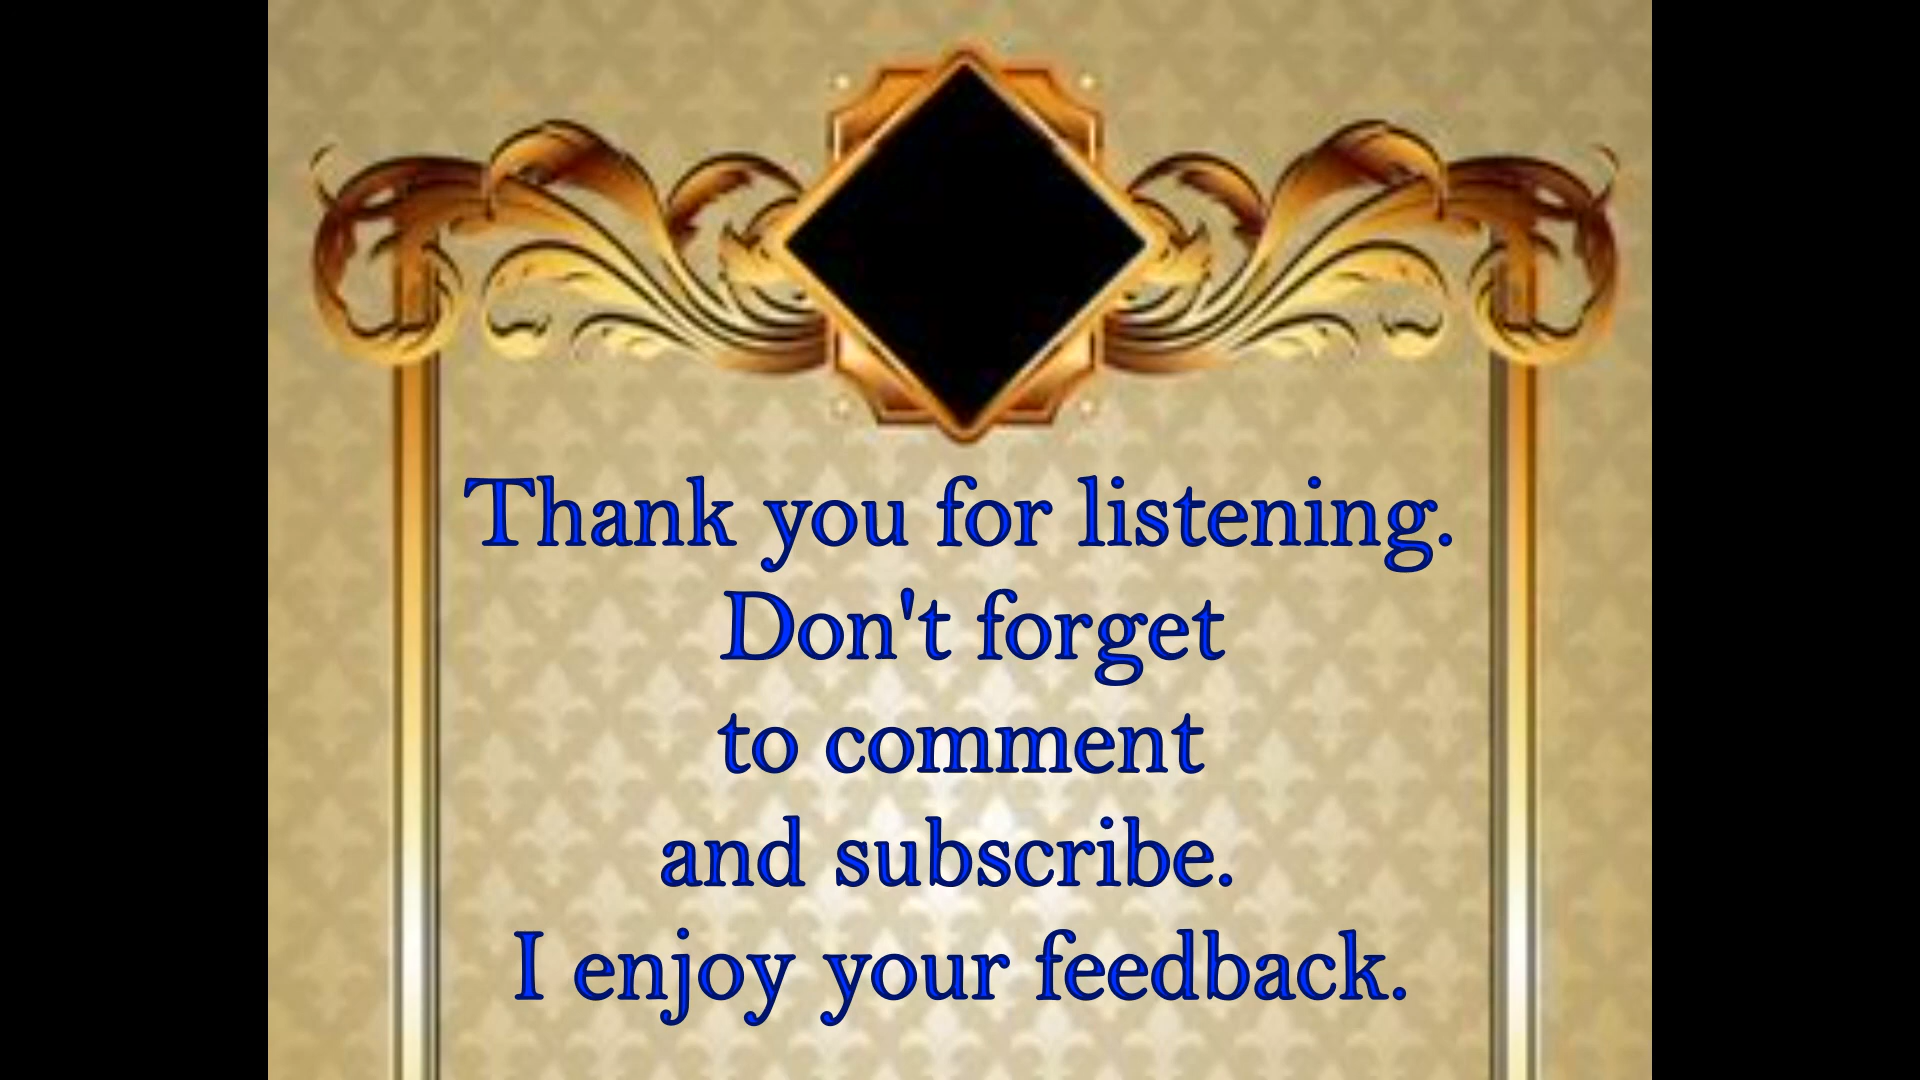 Thank you for listening.
Don't forget
to comment
and subscribe.
I enjoy your feedback.